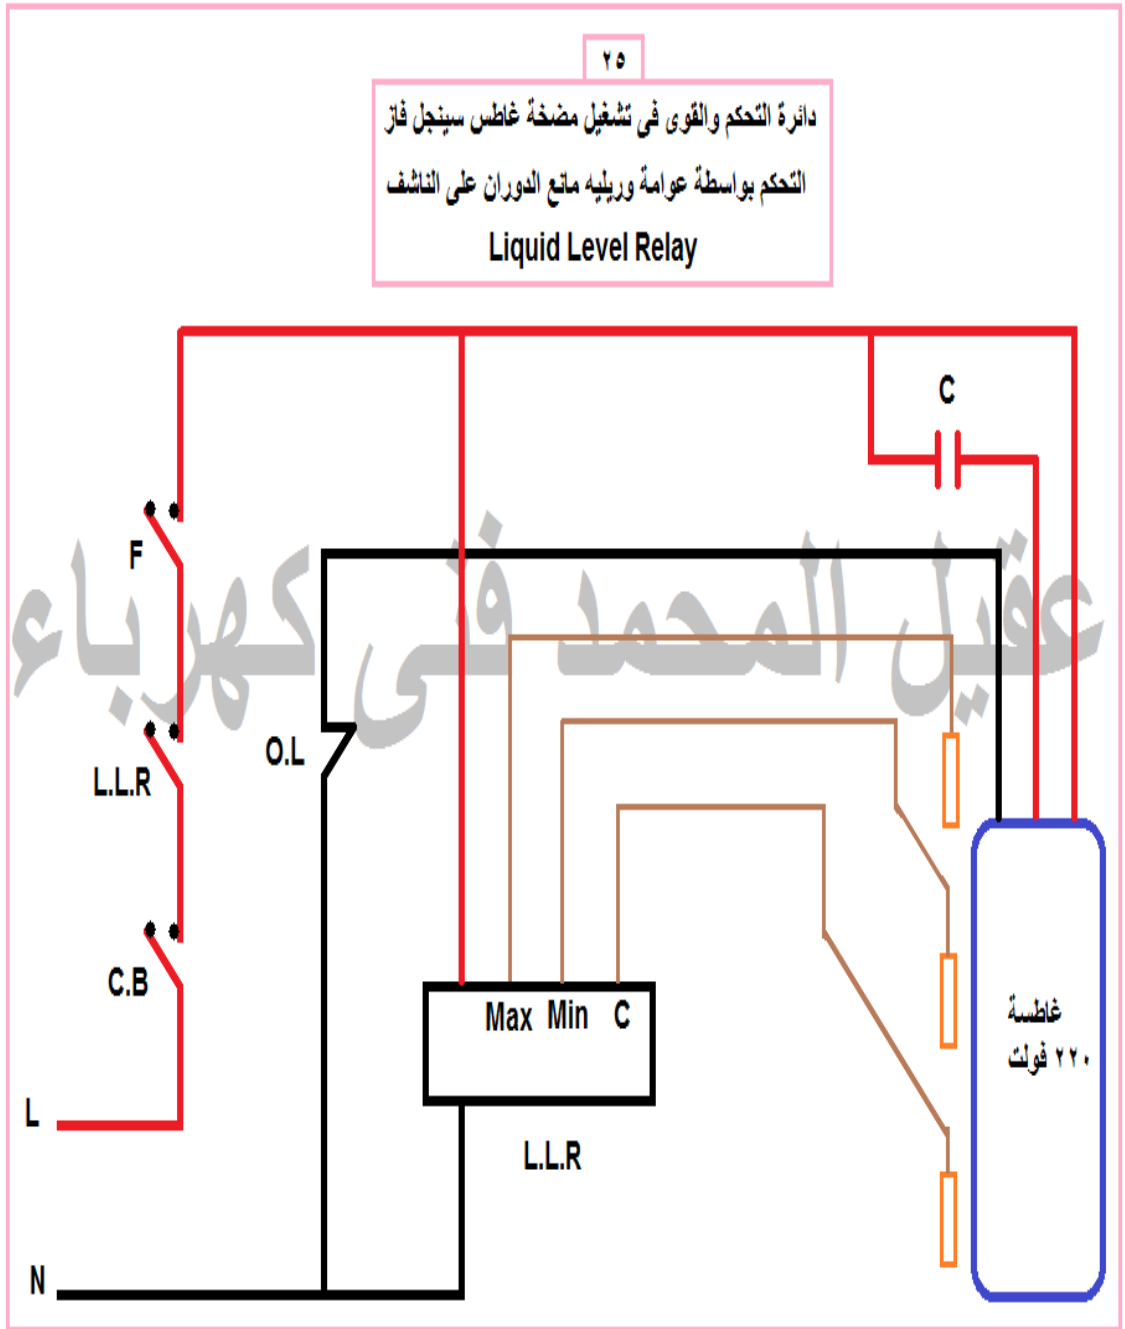 ٢٥
دائرة التحكم والقوى فى تشغيل مضخة غاطس سينجل فاز
التحكم بواسطة عوامة وريليه مانع الدوران على الناشف
Liquid Level Relay
C
عقيل المحمد فنى كهرباء
F
O.L
L.L.R
C.B
Max Min C
غاطسة
٢٢٠ فولت
L
L.L.R
N